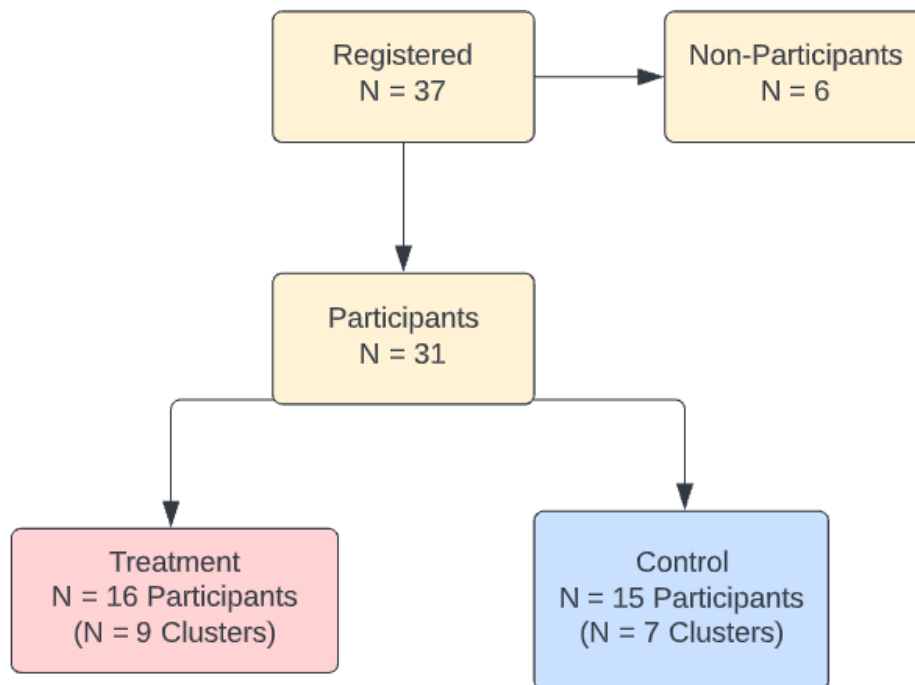 Registered
N = 37
Non-Participants
N = 6
Participants
N = 31
Treatment
N = 16 Participants
(N = 9 Clusters)
Control
N = 15 Participants
(N = 7 Clusters)